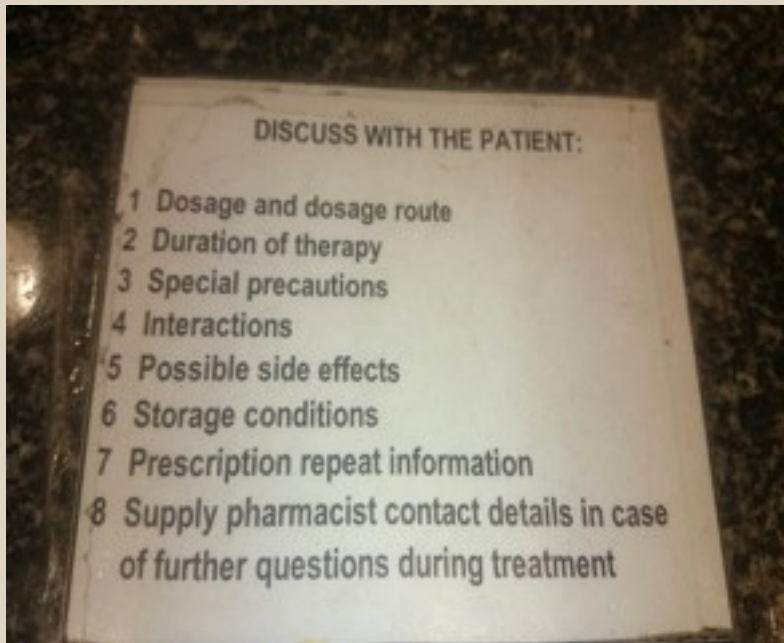 DISCUSS WITH THE PATIENT:
1 Dosage and dosage route
2 Duration of therapy
3 Special precautions
4 Interactions
5 Possible side effects
6 Storage conditions
7 Prescription repeat information
8 Supply pharmacist contact details in case
of further questions during treatment